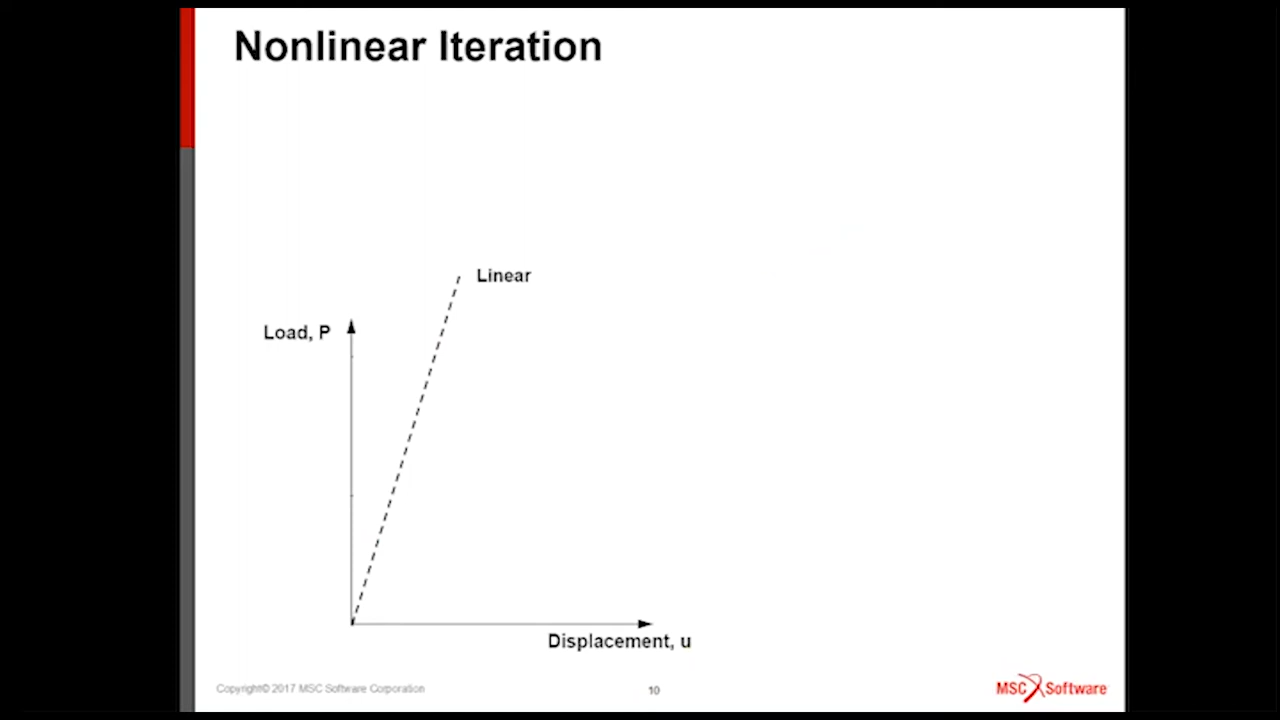 Nonlinear Iteration
Linear
Load, P
Displacement, u
Copyright© 2017 MSC Software Corporation
10
MSC Software